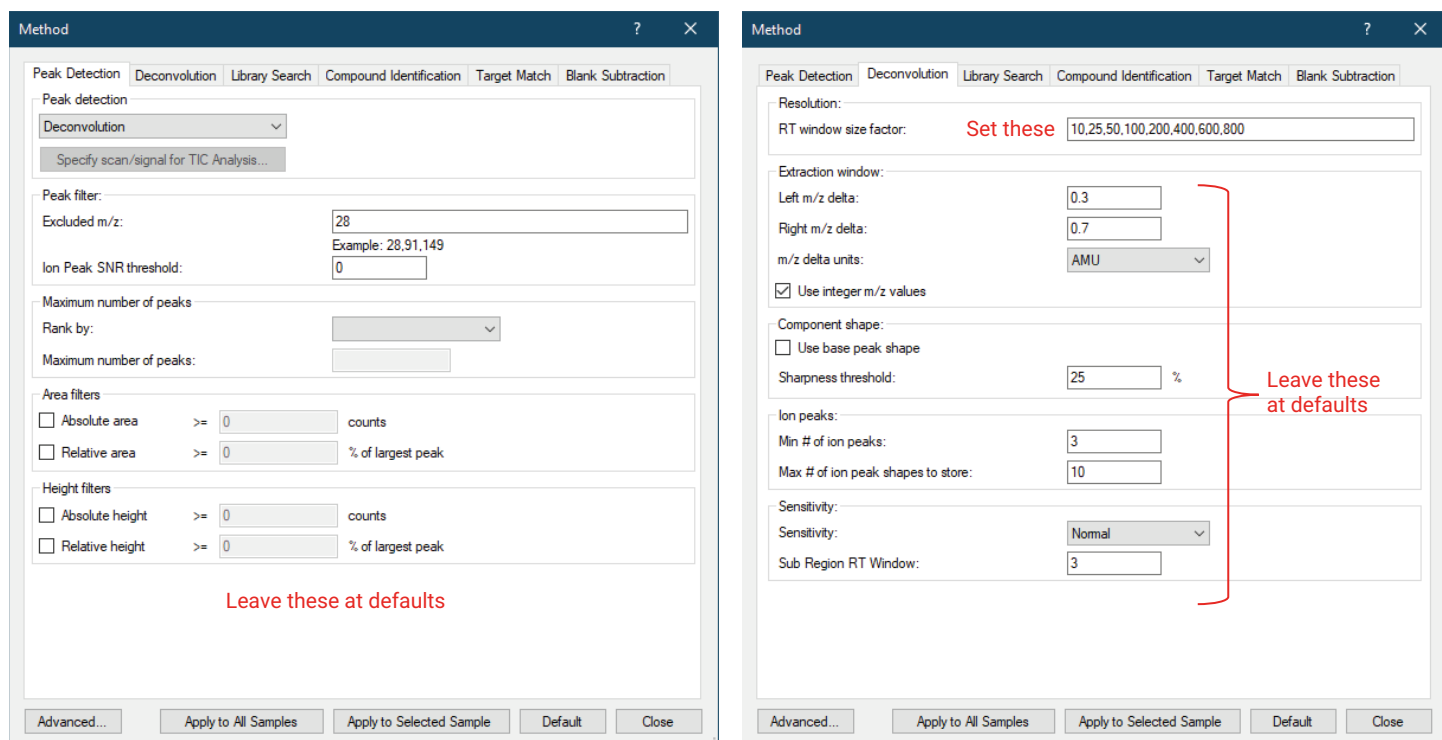 Method ?
Peak Detection Deconvolution Library Search Compound Identification Target Match Blank Subtraction
Peak detection
Deconvolution
Specify scan/signal for TIC Analysis...
Peak filter:
Excluded m/z: 28
Example: 28,91,149
Ion Peak SNR threshold: 0
Maximum number of peaks
Rank by:
Maximum number of peaks:
Area filters
Absolute area >= 0 counts
Relative area >= 0 % of largest peak
Height filters
Absolute height >= 0 counts
Relative height >= 0 % of largest peak
Leave these at defaults
Advanced... Apply to All Samples Apply to Selected Sample Default Close
Method ?
Peak Detection Deconvolution Library Search Compound Identification Target Match Blank Subtraction
Resolution:
RT window size factor: Set these 10,25,50,100,200,400,600,800
Extraction window:
Left m/z delta: 0.3
Right m/z delta: 0.7
m/z delta units: AMU
Use integer m/z values
Component shape:
Use base peak shape
Sharpness threshold: 25 %
Leave these
at defaults
Ion peaks:
Min # of ion peaks: 3
Max # of ion peak shapes to store: 10
Sensitivity:
Sensitivity: Normal
Sub Region RT Window: 3
Advanced... Apply to All Samples Apply to Selected Sample Default Close